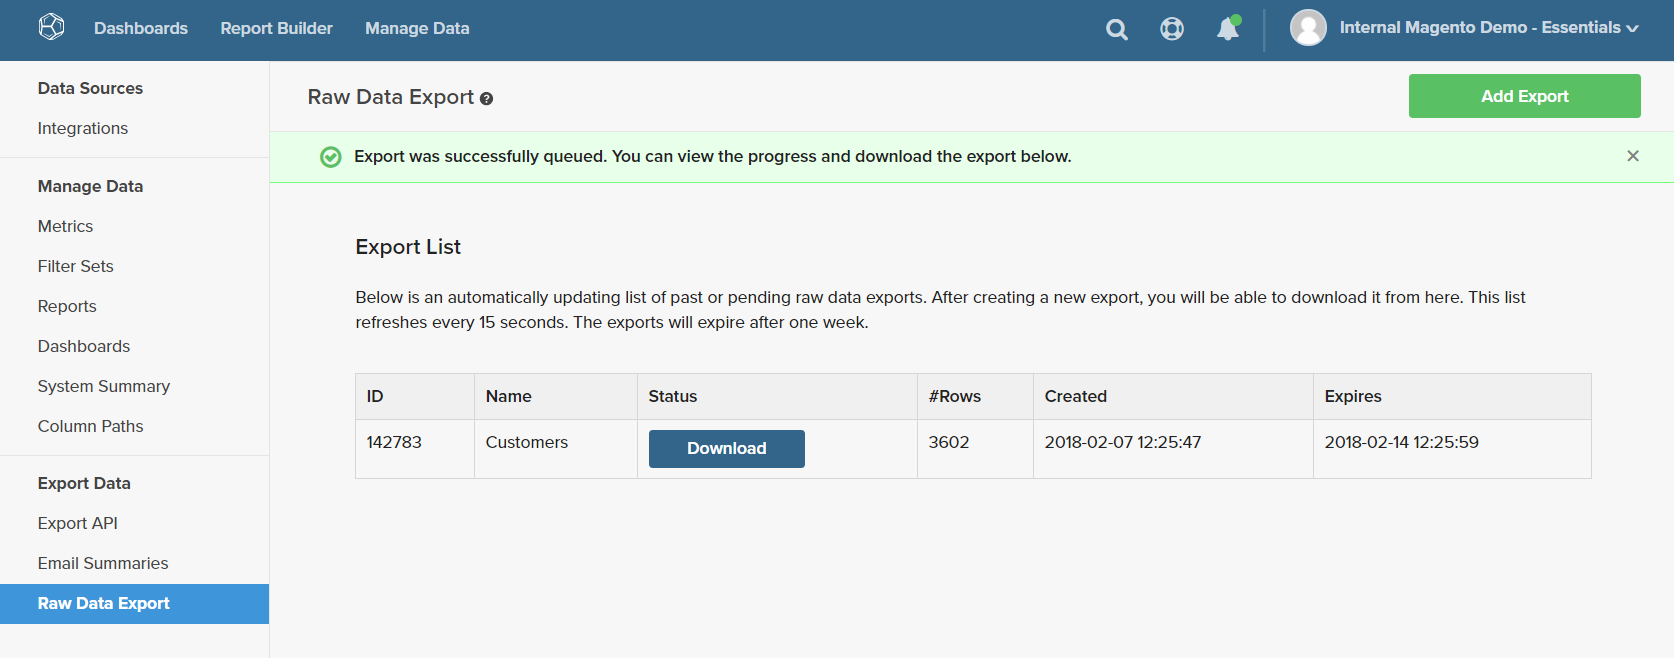 Dashboards Report Builder Manage Data Internal Magento Demo - Essentials
Data Sources
Integrations
Manage Data
Metrics
Filter Sets
Reports
Dashboards
System Summary
Column Paths
Export Data
Export API
Email Summaries
Raw Data Export
Raw Data Export ?
Add Export
Export was successfully queued. You can view the progress and download the export below.
Export List
Below is an automatically updating list of past or pending raw data exports. After creating a new export, you will be able to download it from here. This list
refreshes every 15 seconds. The exports will expire after one week.
ID Name Status #Rows Created Expires
142783 Customers Download 3602 2018-02-07 12:25:47 2018-02-14 12:25:59